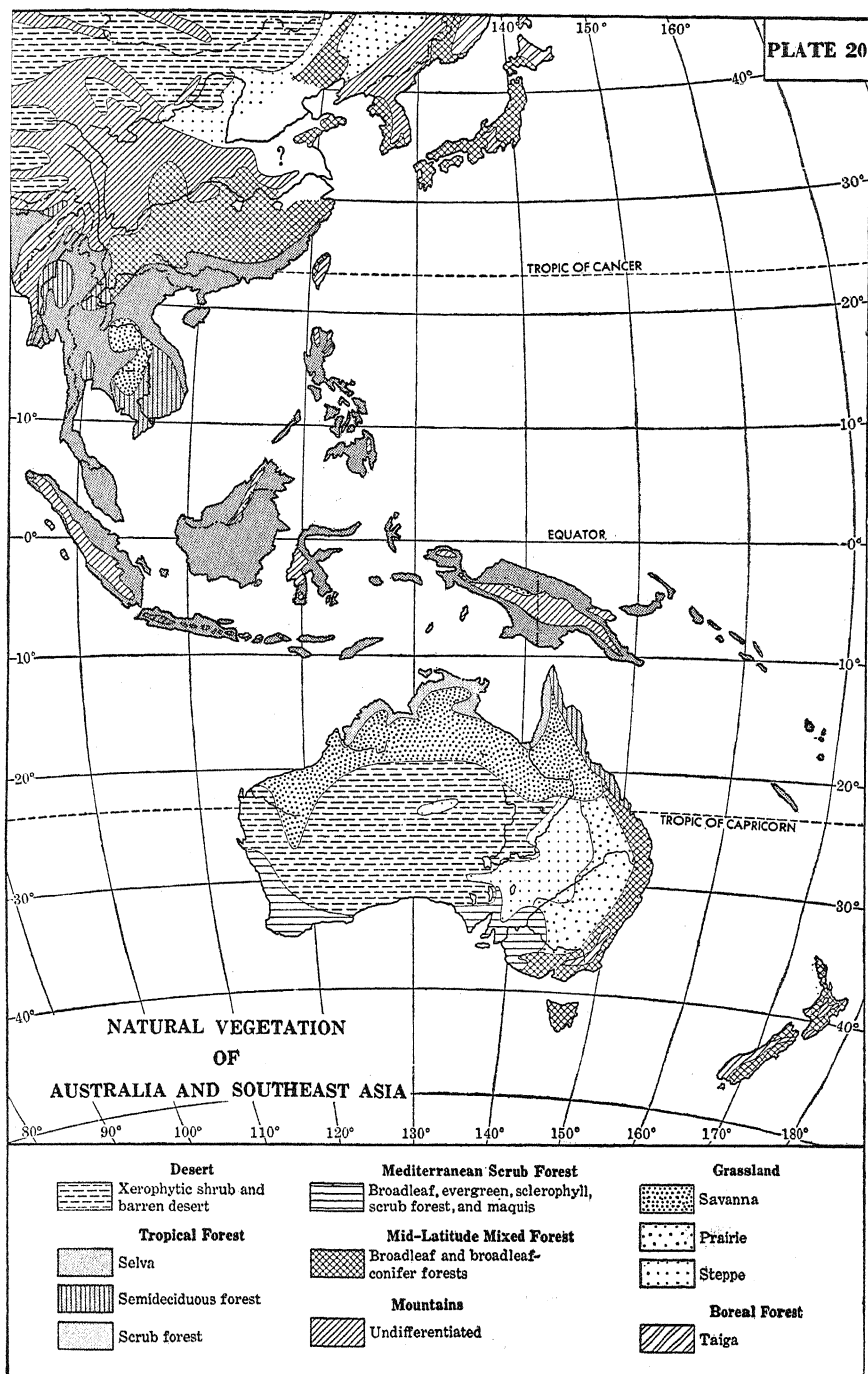 140° 150° 160°
PLATE 20
40°
?
30°
TROPIC OF CANCER
20°
10° 10°
EQUATOR
0° 0°
10° 10°
20° 20°
TROPIC OF CAPRICORN
30° 30°
40° 40°
NATURAL VEGETATION
OF
AUSTRALIA AND SOUTHEAST ASIA
80° 90° 100° 110° 120° 130° 140° 150° 160° 170° 180°
Desert
Xerophytic shrub and
barren desert
Tropical Forest
Selva
Semideciduous forest
Scrub forest
Mediterranean Scrub Forest
Broadleaf, evergreen, sclerophyll,
scrub forest, and maquis
Mid-Latitude Mixed Forest
Broadleaf and broadleaf-
conifer forests
Mountains
Undifferentiated
Grassland
Savanna
Prairie
Steppe
Boreal Forest
Taiga